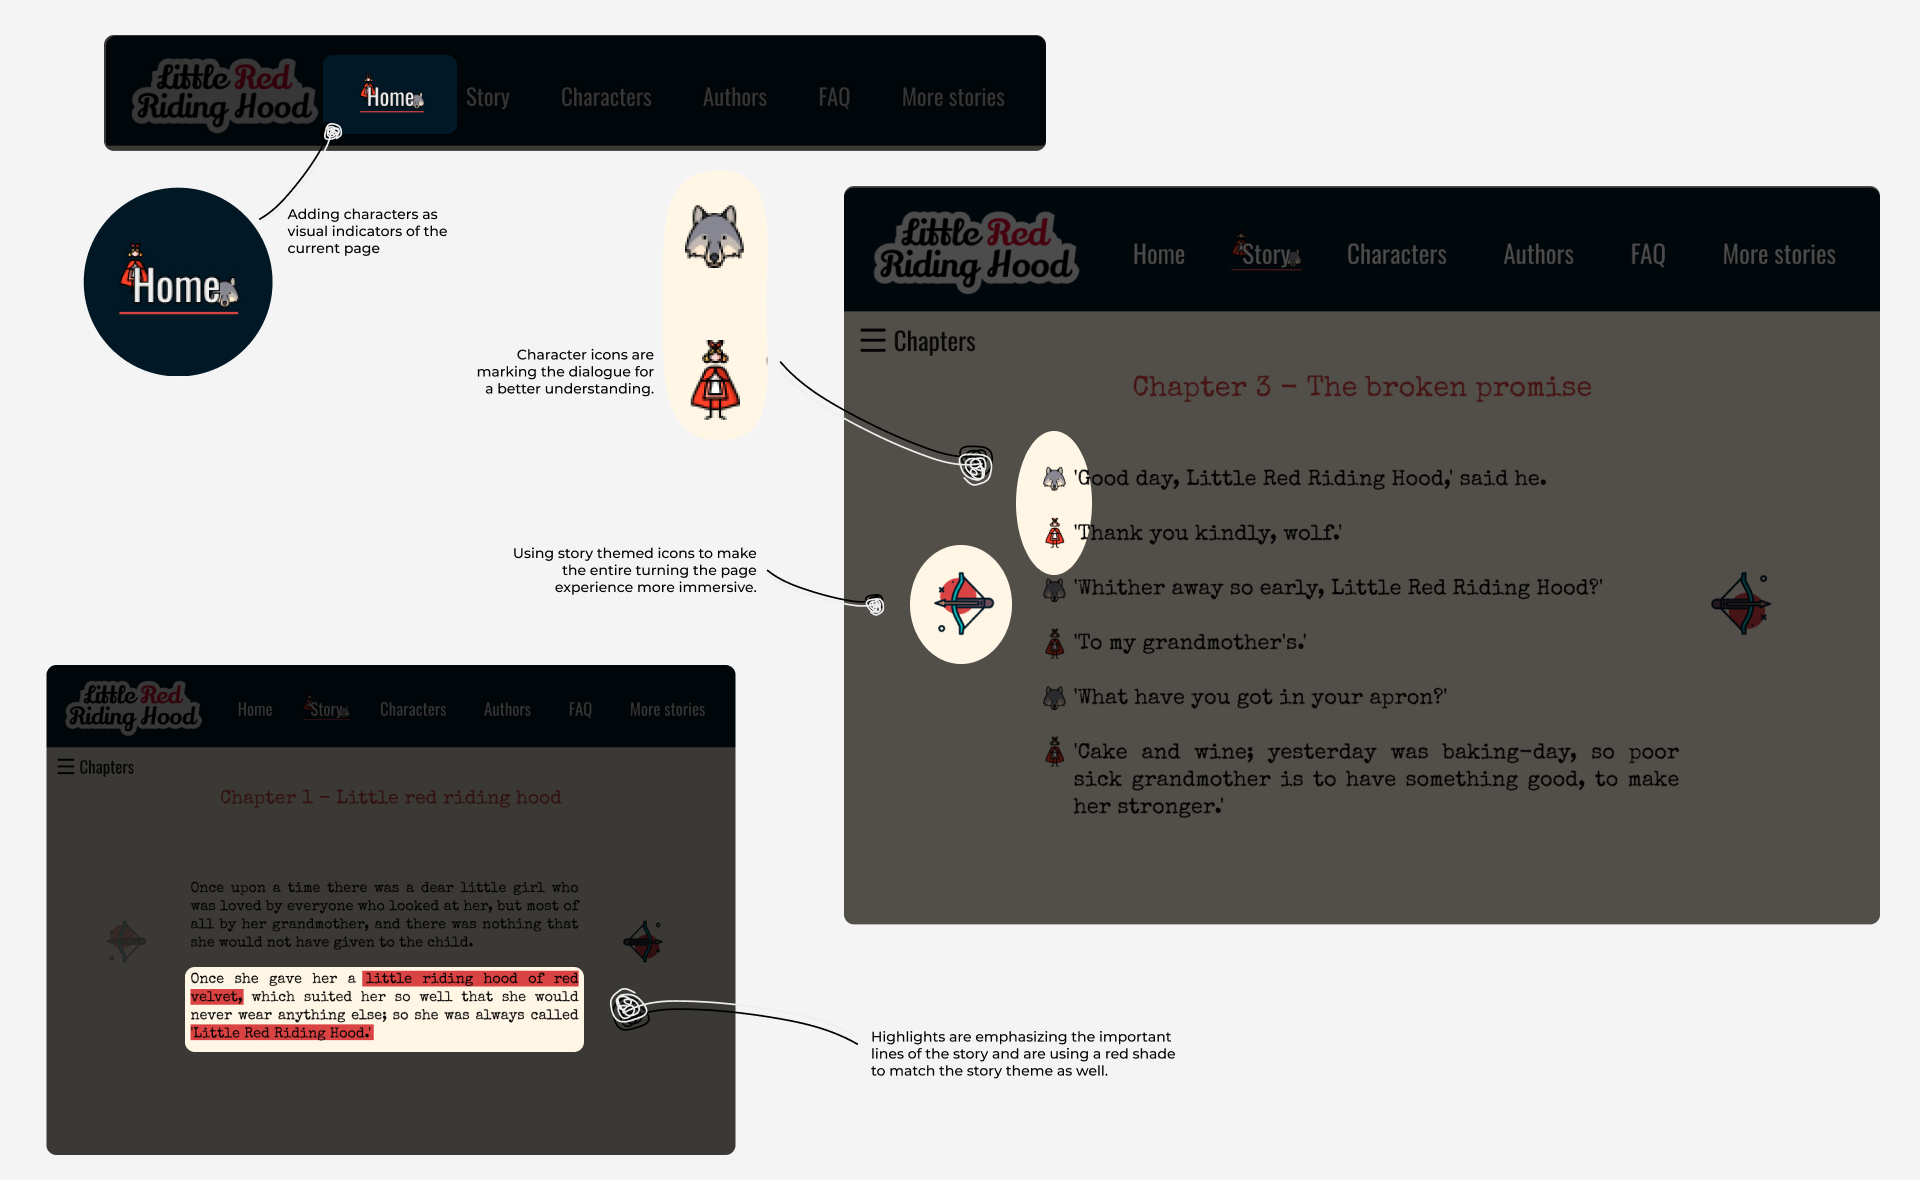 Little Red
Riding Hood
Home
Story
Characters
Authors
FAQ
More stories
Adding characters as
visual indicators of the
current page
Home
Character icons are
marking the dialogue for
a better understanding.
Little Red
Riding Hood
Home
Story
Characters
Authors
FAQ
More stories
Chapters
Chapter 3 - The broken promise
'Good day, Little Red Riding Hood,' said he.
'Thank you kindly, wolf.'
'Whither away so early, Little Red Riding Hood?'
'To my grandmother's.'
'What have you got in your apron?'
'Cake and wine; yesterday was baking-day, so poor
sick grandmother is to have something good, to make
her stronger.'
Using story themed icons to make
the entire turning the page
experience more immersive.
Little Red
Riding Hood
Home
Story
Characters
Authors
FAQ
More stories
Chapters
Chapter 1 - Little red riding hood
Once upon a time there was a dear little girl who
was loved by everyone who looked at her, but most of
all by her grandmother, and there was nothing that
she would not have given to the child.
Once she gave her a little riding hood of red
velvet, which suited her so well that she would
never wear anything else; so she was always called
'Little Red Riding Hood.'
Highlights are emphasizing the important
lines of the story and are using a red shade
to match the story theme as well.